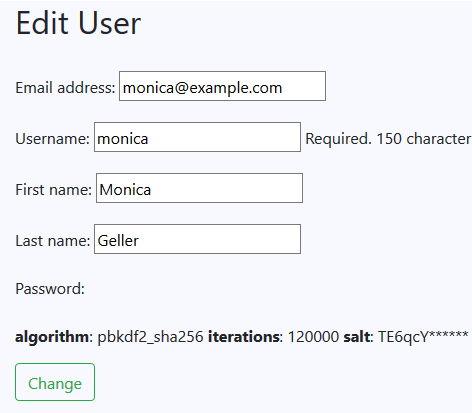 Edit User
Email address: monica@example.com
Username: monica Required. 150 character
First name: Monica
Last name: Geller
Password:
algorithm: pbkdf2_sha256 iterations: 120000 salt: TE6qcY******
Change